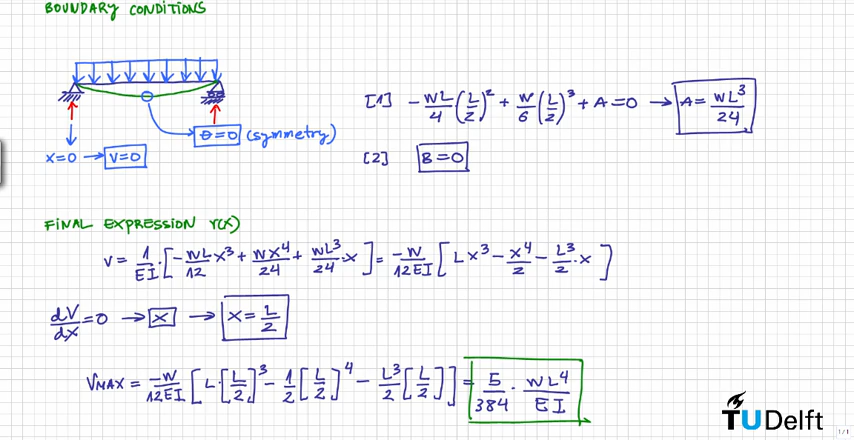 BOUNDARY CONDITIONS
[1] -WL/4 (L/2)² + W/6 (L/2)³ + A = 0 → A = WL³/24
θ=0 (symmetry)
x=0 → V=0
[2] B=0
FINAL EXPRESSION V(X)
V = 1/EI · [-WL/12 x³ + WX⁴/24 + WL³/24 · x] = -W/12EI [Lx³ - x⁴/2 - L³/2 · x]
dV/dx = 0 → x → x = L/2
VMAX = -W/12EI [L·[L/2]³ - 1/2 [L/2]⁴ - L³/2 [L/2]] = 5/384 · WL⁴/EI
TUDelft
1/1